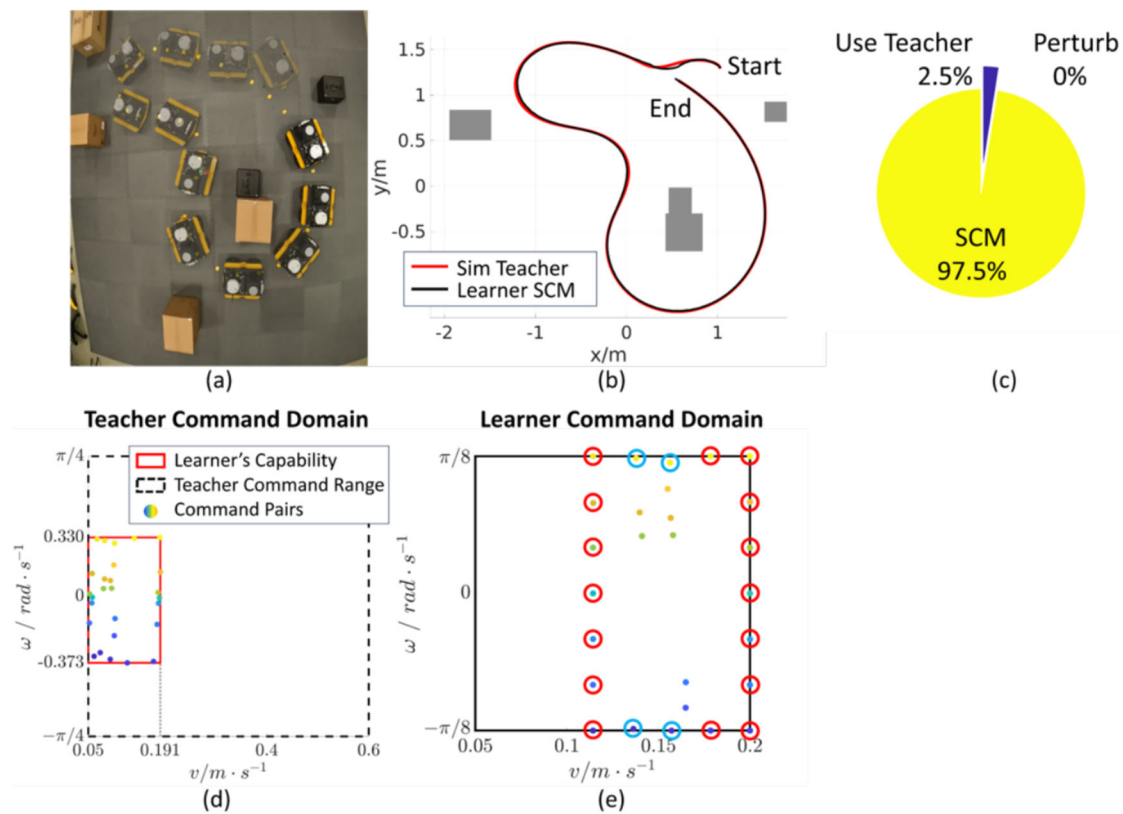 1.5
1
0.5
0
-0.5
y/m
Start
End
Sim Teacher
Learner SCM
-2
-1
0
1
x/m
Use Teacher
2.5%
Perturb
0%
SCM
97.5%
(a)
(b)
(c)
Teacher Command Domain
π/4
0.330
0
-0.373
−π/4
ω / rad · s⁻¹
Learner's Capability
Teacher Command Range
Command Pairs
0.05
0.191
0.4
0.6
v/m · s⁻¹
(d)
Learner Command Domain
π/8
0
−π/8
ω / rad · s⁻¹
0.05
0.1
0.15
0.2
v/m · s⁻¹
(e)